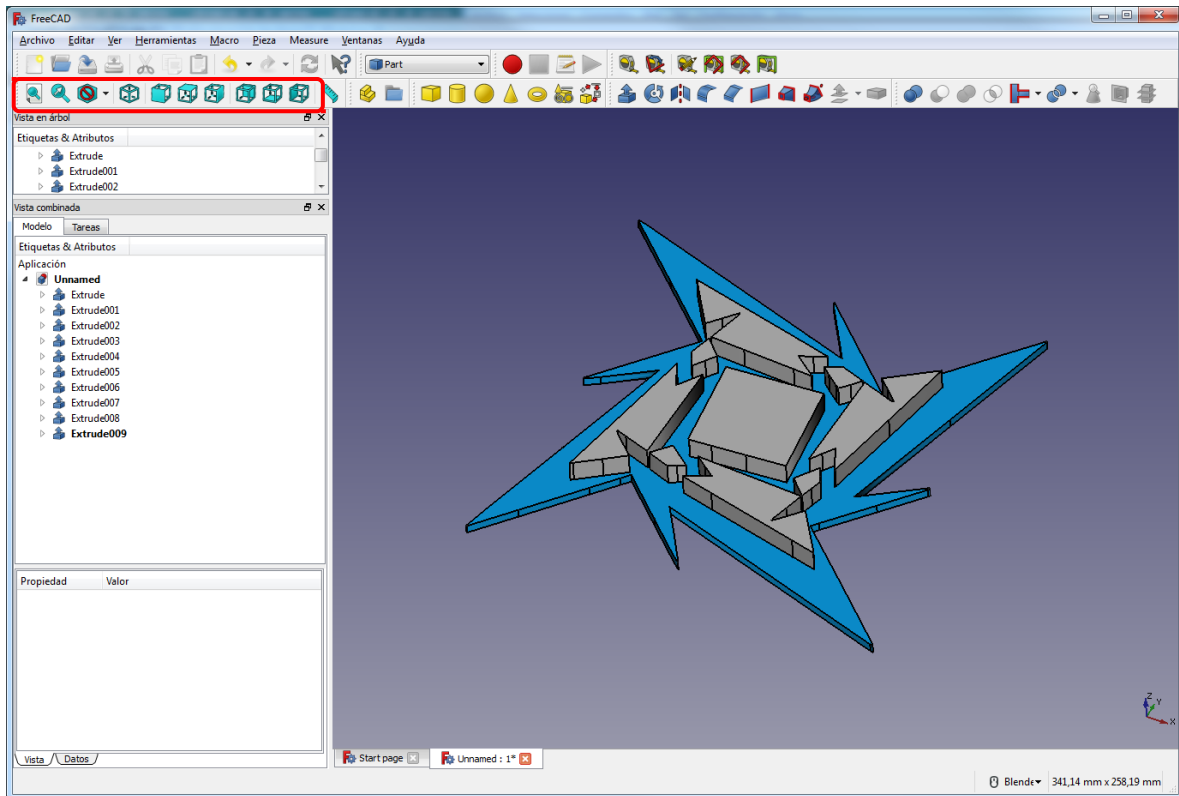 FreeCAD
Archivo Editar Ver Herramientas Macro Pieza Measure Ventanas Ayuda
Part
Vista en árbol
Etiquetas & Atributos
Extrude
Extrude001
Extrude002
Vista combinada
Modelo Tareas
Etiquetas & Atributos
Aplicación
Unnamed
Extrude
Extrude001
Extrude002
Extrude003
Extrude004
Extrude005
Extrude006
Extrude007
Extrude008
Extrude009
Propiedad Valor
Z
Y
X
Vista Datos
Start page Unnamed : 1*
Blende 341,14 mm x 258,19 mm